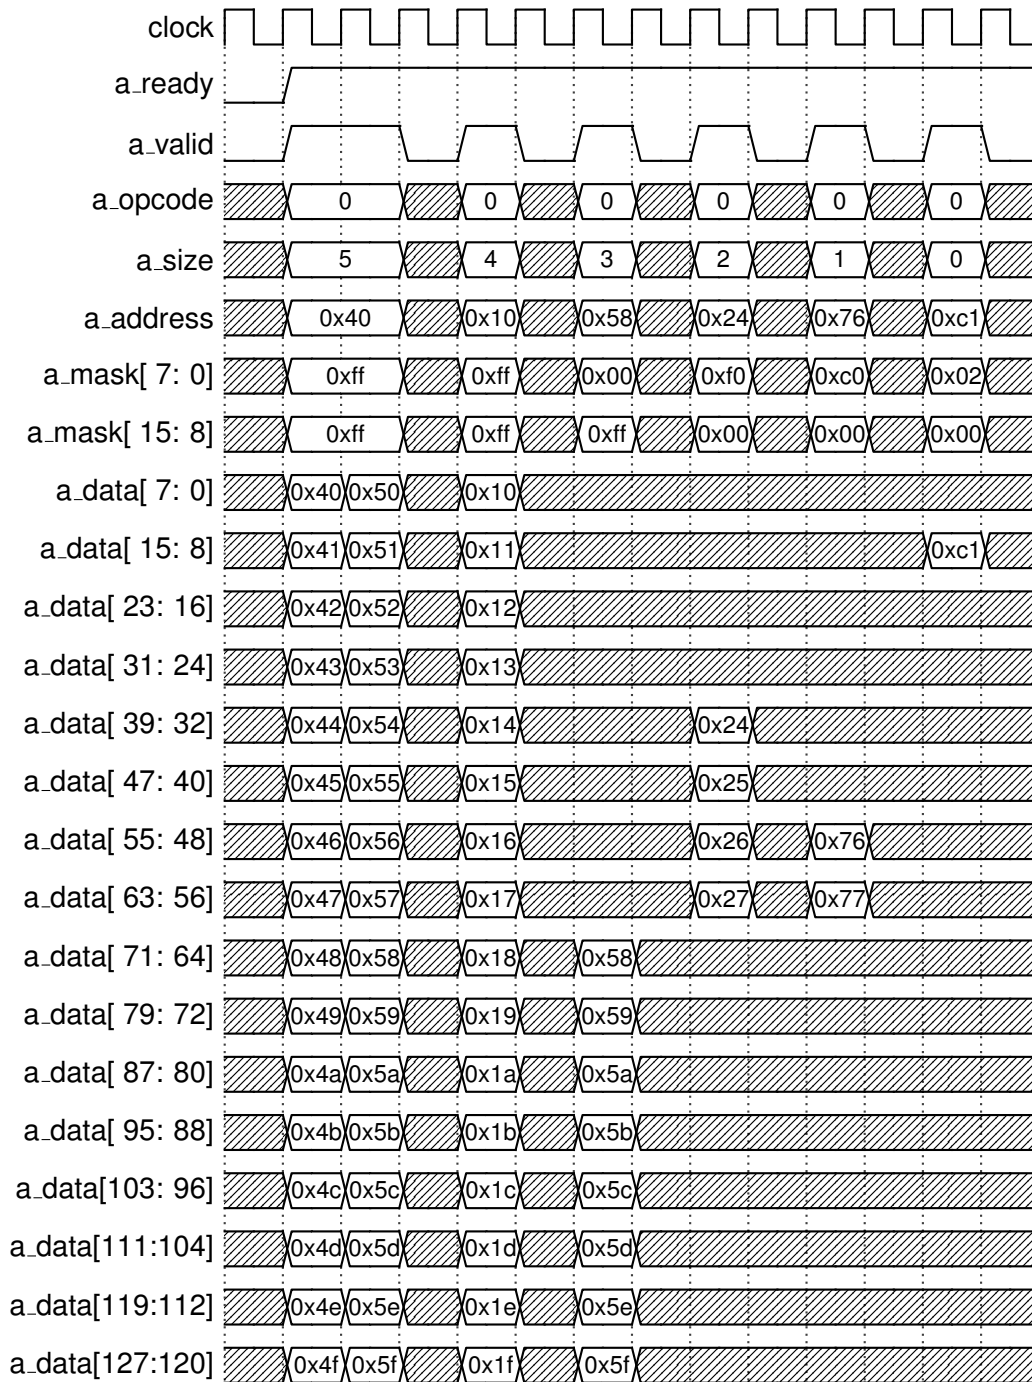 clock
a_ready
a_valid
a_opcode 0 0 0 0 0 0
a_size 5 4 3 2 1 0
a_address 0x40 0x10 0x58 0x24 0x76 0xc1
a_mask[ 7: 0] 0xff 0xff 0x00 0xf0 0xc0 0x02
a_mask[ 15: 8] 0xff 0xff 0xff 0x00 0x00 0x00
a_data[ 7: 0] 0x40 0x50 0x10
a_data[ 15: 8] 0x41 0x51 0x11 0xc1
a_data[ 23: 16] 0x42 0x52 0x12
a_data[ 31: 24] 0x43 0x53 0x13
a_data[ 39: 32] 0x44 0x54 0x14 0x24
a_data[ 47: 40] 0x45 0x55 0x15 0x25
a_data[ 55: 48] 0x46 0x56 0x16 0x26 0x76
a_data[ 63: 56] 0x47 0x57 0x17 0x27 0x77
a_data[ 71: 64] 0x48 0x58 0x18 0x58
a_data[ 79: 72] 0x49 0x59 0x19 0x59
a_data[ 87: 80] 0x4a 0x5a 0x1a 0x5a
a_data[ 95: 88] 0x4b 0x5b 0x1b 0x5b
a_data[103: 96] 0x4c 0x5c 0x1c 0x5c
a_data[111:104] 0x4d 0x5d 0x1d 0x5d
a_data[119:112] 0x4e 0x5e 0x1e 0x5e
a_data[127:120] 0x4f 0x5f 0x1f 0x5f